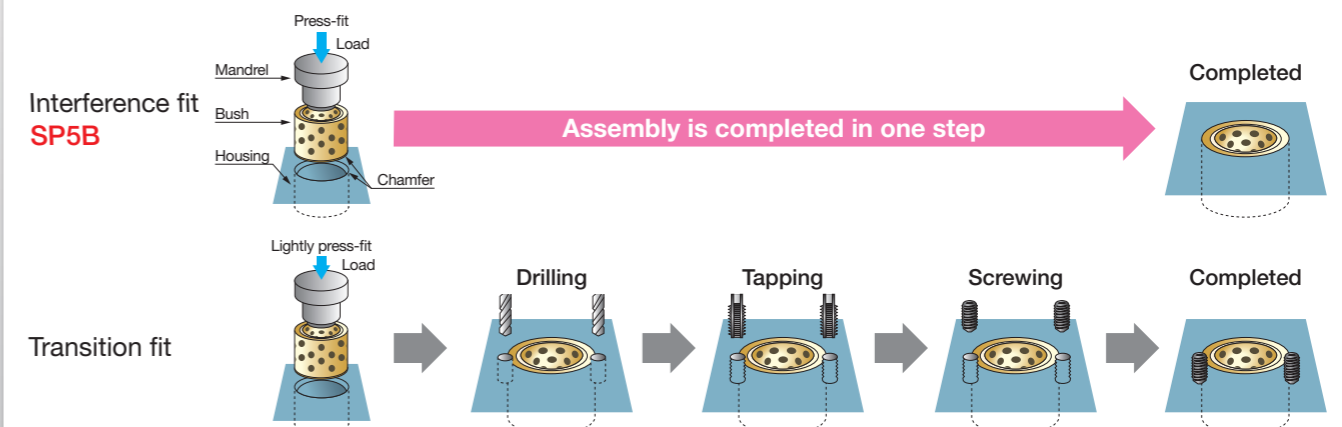 Press-fit
Load
Mandrel
Interference fit
SP5B
Bush
Housing
Chamfer
Assembly is completed in one step
Completed
Lightly press-fit
Load
Transition fit
Drilling
Tapping
Screwing
Completed